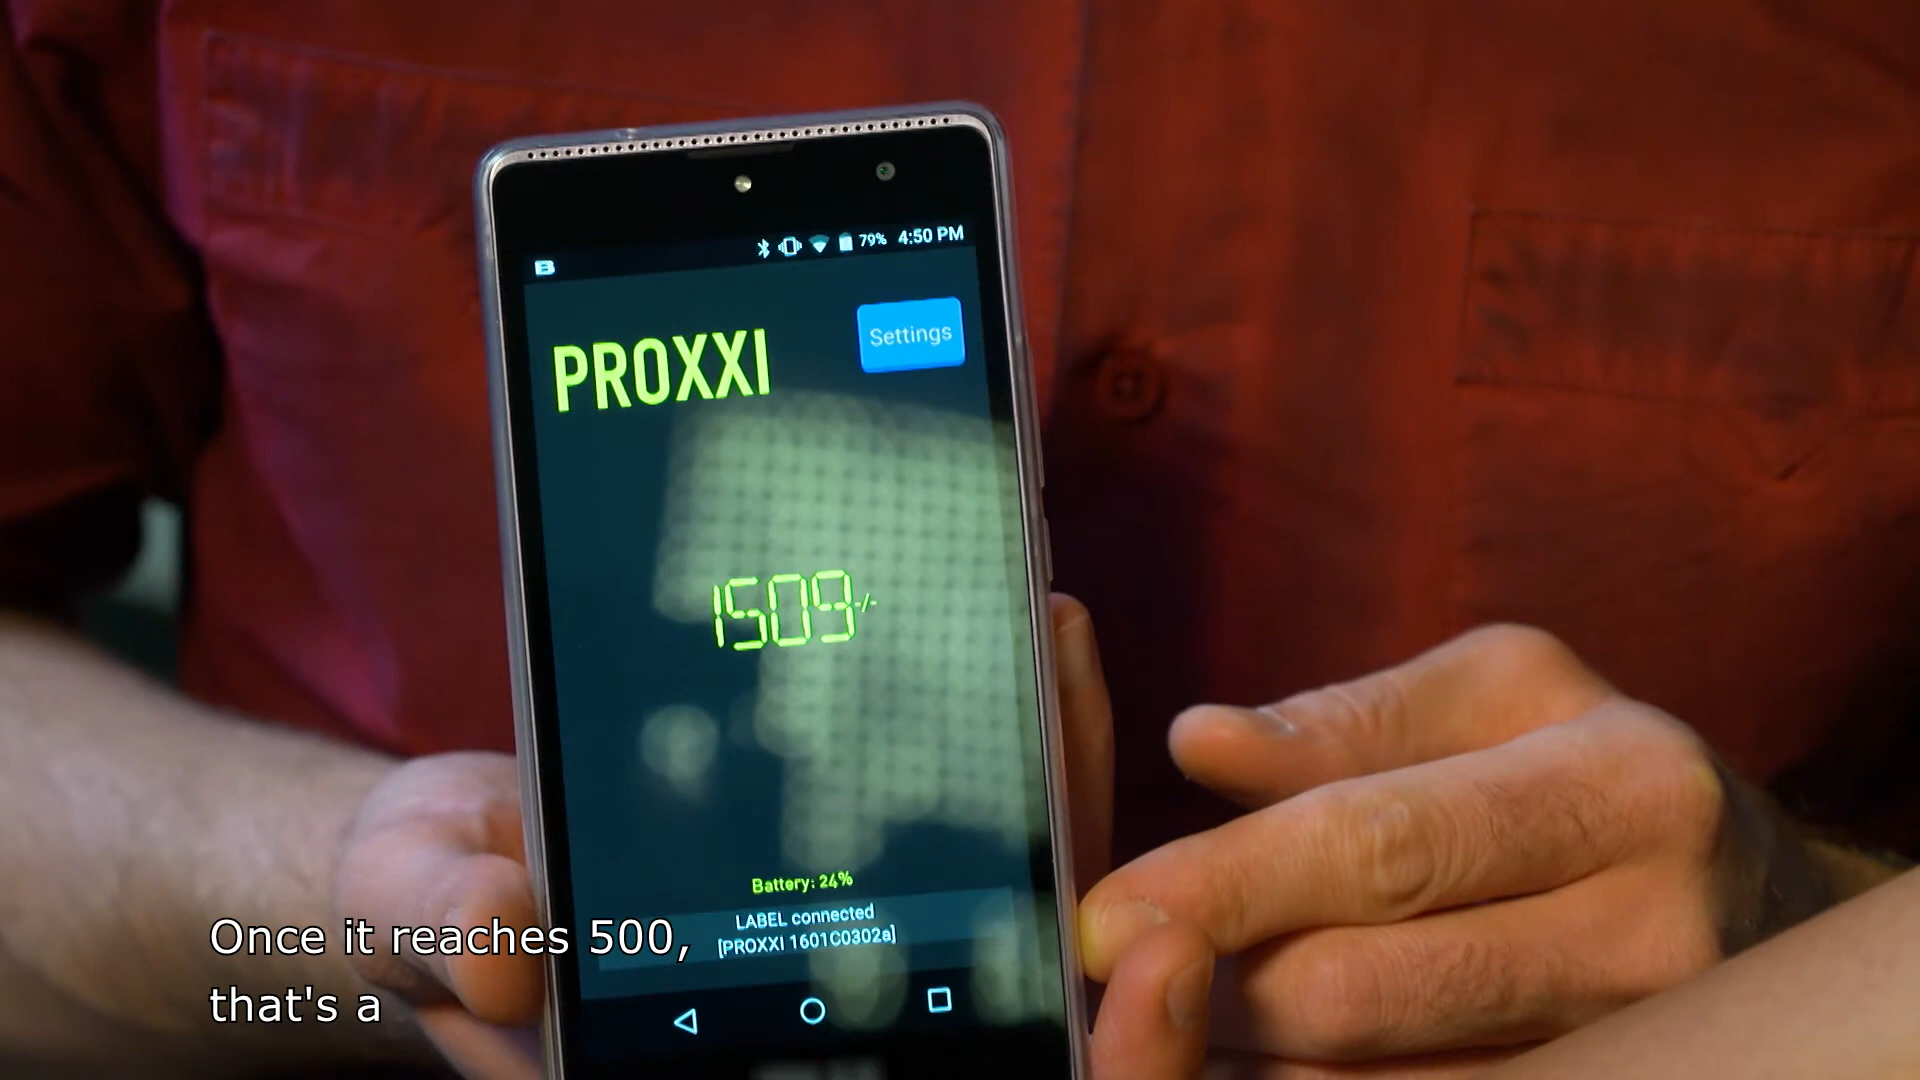 B
79% 4:50 PM
PROXXI
Settings
1509-/-
Battery: 24%
LABEL connected
[PROXXI 1601C0302a]
Once it reaches 500,
that's a